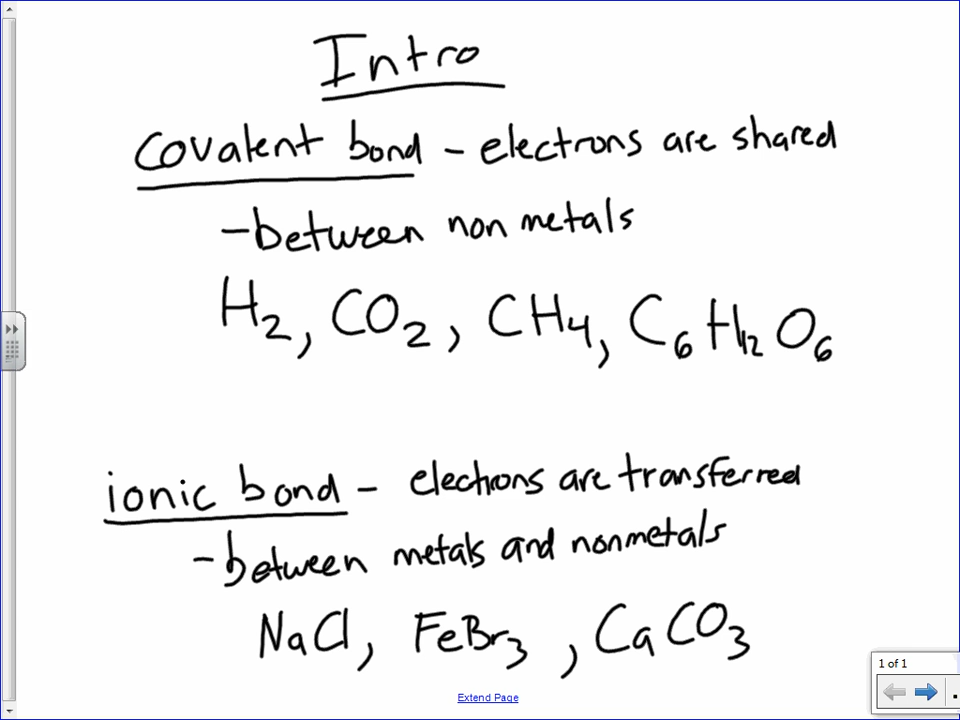 Intro
covalent bond - electrons are shared
-between non metals
H₂, CO₂, CH₄, C₆H₁₂O₆
ionic bond - electrons are transferred
-between metals and nonmetals
NaCl, FeBr₃, CaCO₃
1 of 1
Extend Page